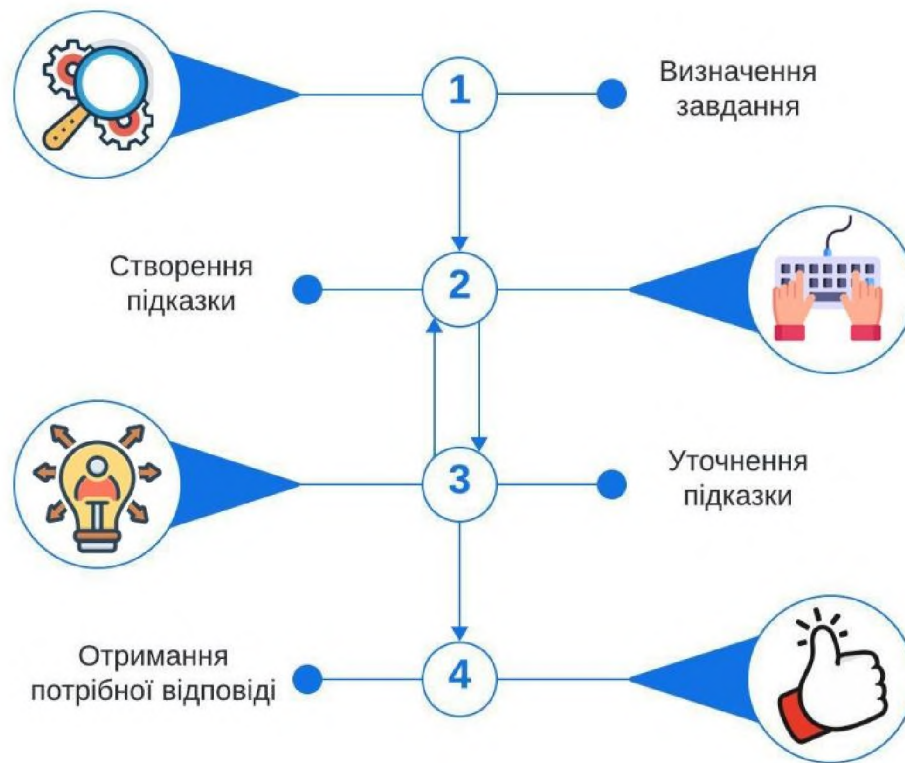 1
Визначення
завдання
Створення
підказки
2
3
Уточнення
підказки
Отримання
потрібної відповіді
4